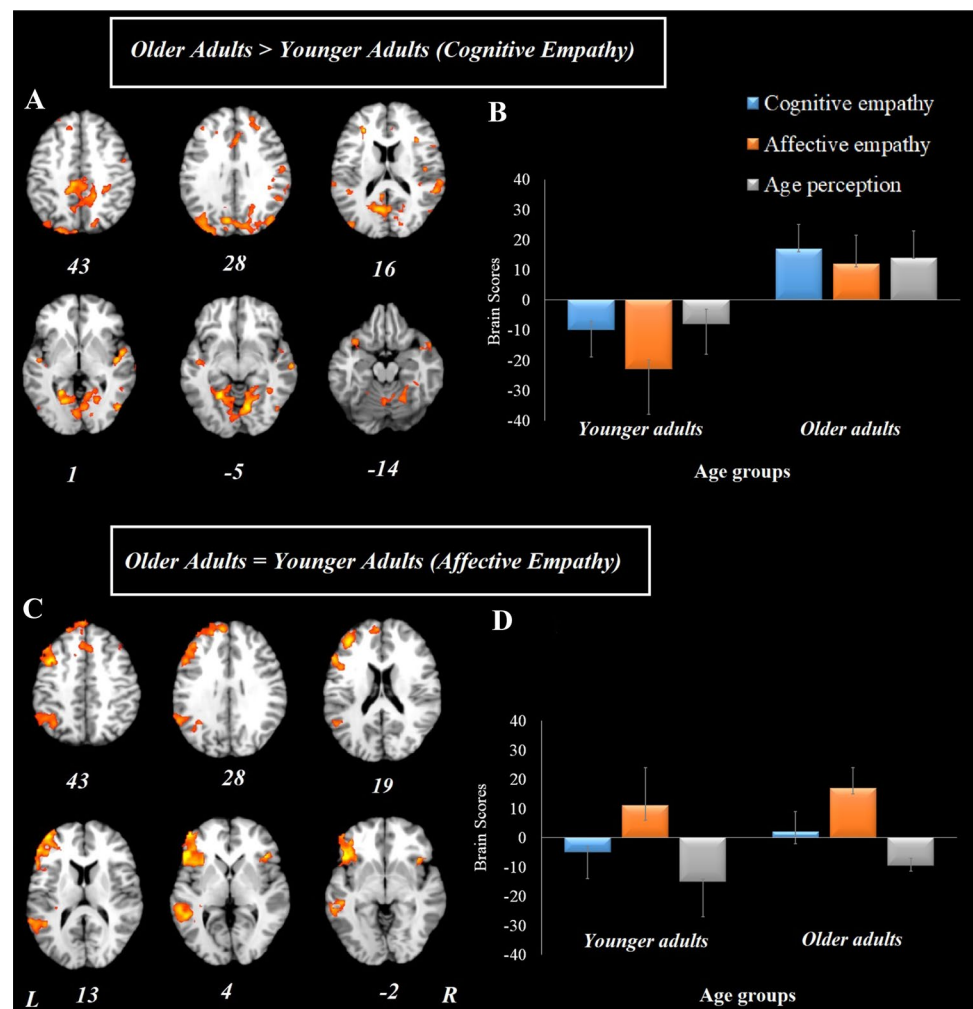 Older Adults > Younger Adults (Cognitive Empathy)
A
43
28
16
1
-5
-14
B
Cognitive empathy
Affective empathy
Age perception
Brain Scores
40
30
20
10
0
-10
-20
-30
-40
Younger adults
Older adults
Age groups
Older Adults = Younger Adults (Affective Empathy)
C
43
28
19
L
13
4
-2
R
D
Brain Scores
40
30
20
10
0
-10
-20
-30
-40
Younger adults
Older adults
Age groups